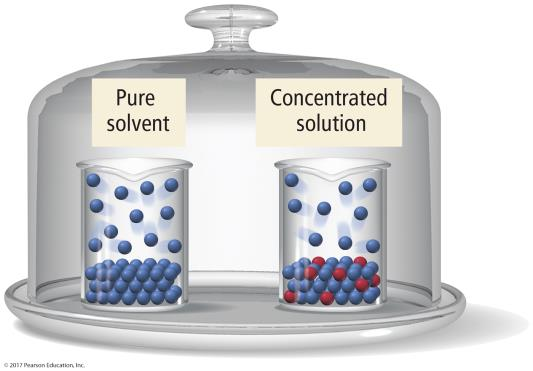 Pure
solvent
Concentrated
solution
© 2017 Pearson Education, Inc.